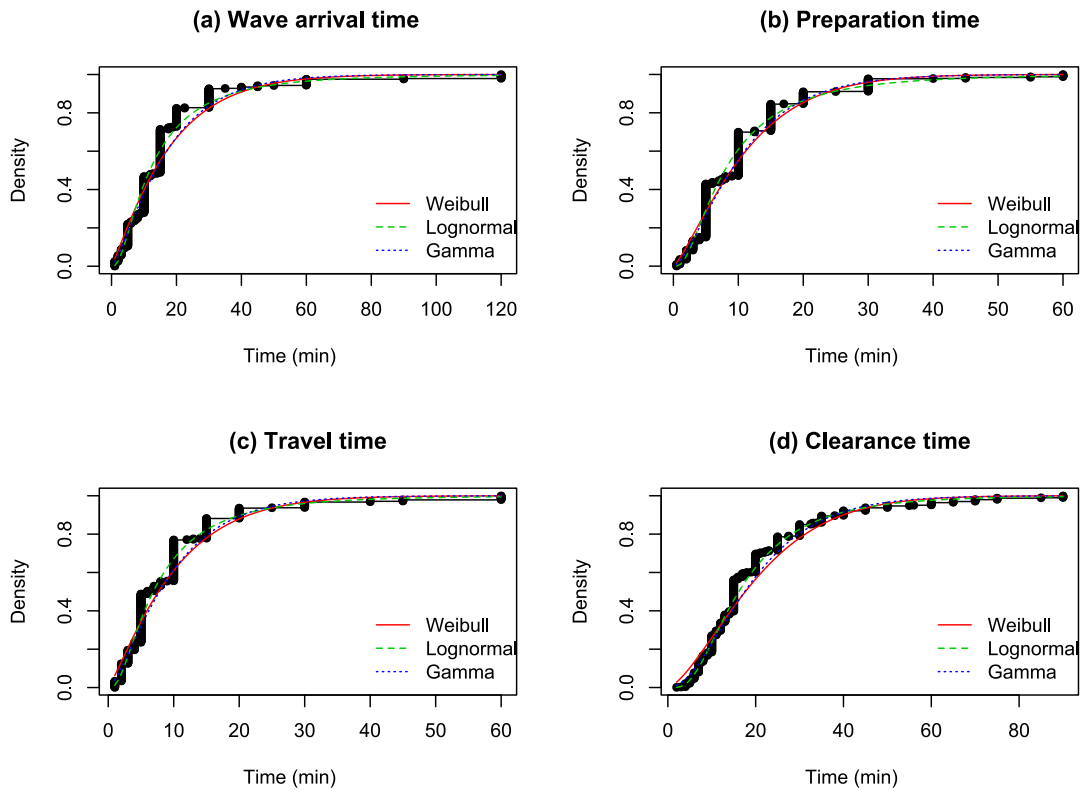 (a) Wave arrival time
Density
0.0 0.4 0.8
Weibull
Lognormal
Gamma
0 20 40 60 80 100 120
Time (min)
(b) Preparation time
Density
0.0 0.4 0.8
Weibull
Lognormal
Gamma
0 10 20 30 40 50 60
Time (min)
(c) Travel time
Density
0.0 0.4 0.8
Weibull
Lognormal
Gamma
0 10 20 30 40 50 60
Time (min)
(d) Clearance time
Density
0.0 0.4 0.8
Weibull
Lognormal
Gamma
0 20 40 60 80
Time (min)